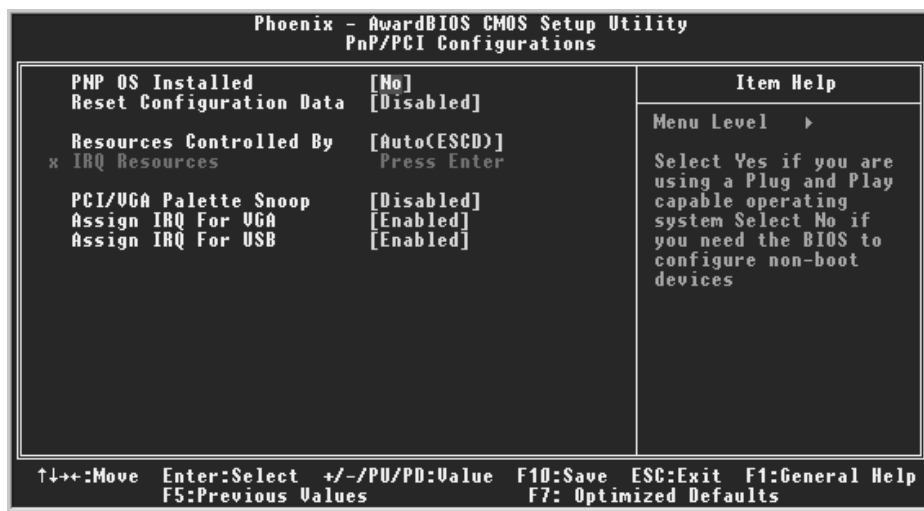 Phoenix - AwardBIOS CMOS Setup Utility
PnP/PCI Configurations
PNP OS Installed [No]
Reset Configuration Data [Disabled]
Resources Controlled By [Auto(ESCD)]
x IRQ Resources Press Enter
PCI/VGA Palette Snoop [Disabled]
Assign IRQ For VGA [Enabled]
Assign IRQ For USB [Enabled]
Item Help
Menu Level ▸
Select Yes if you are
using a Plug and Play
capable operating
system Select No if
you need the BIOS to
configure non-boot
devices
↑↓→←:Move Enter:Select +/-/PU/PD:Value F10:Save ESC:Exit F1:General Help
F5:Previous Values F7: Optimized Defaults